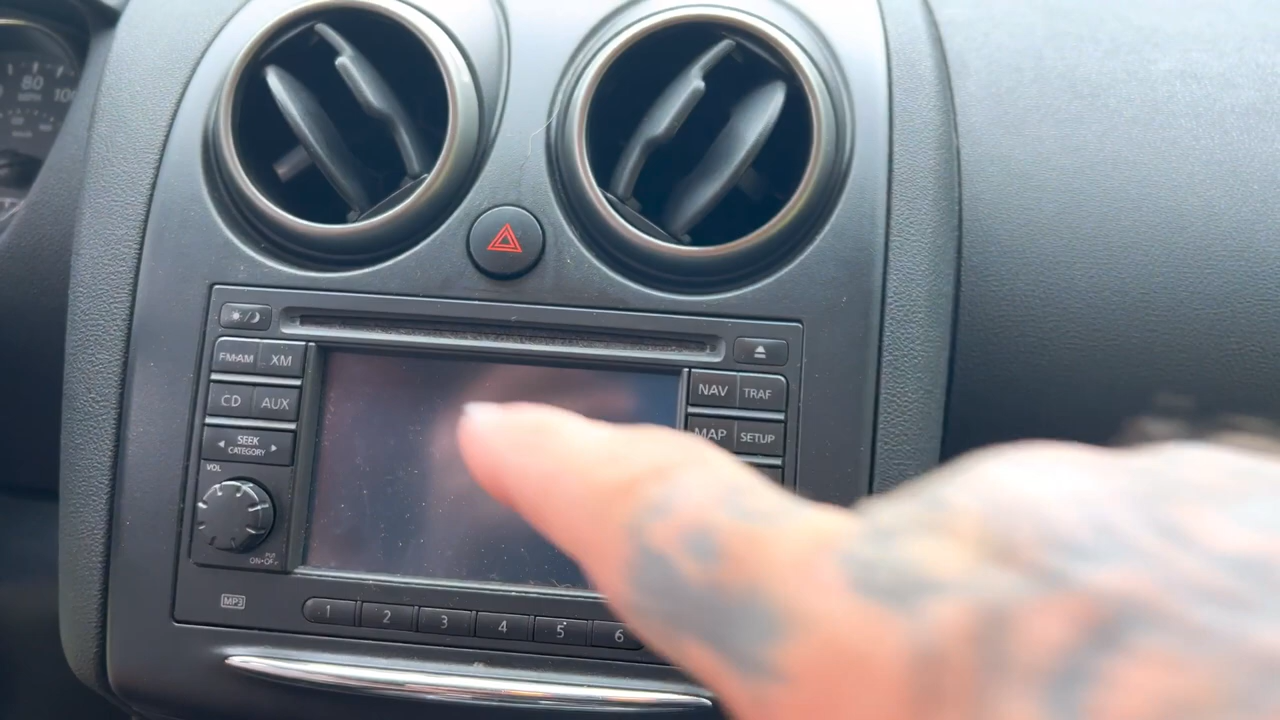 80
MPH
FM•AM XM
CD AUX
SEEK
CATEGORY
VOL
ON•OFF
MP3
NAV TRAF
MAP SETUP
1 2 3 4 5 6